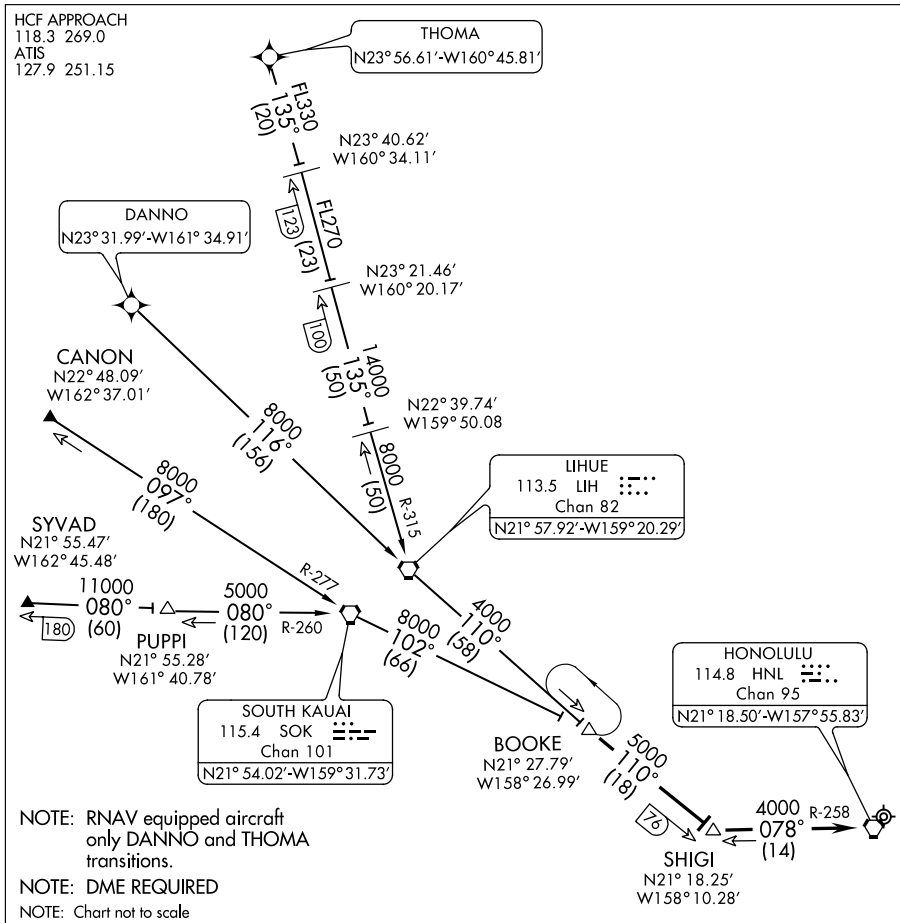 HCF APPROACH
118.3 269.0
ATIS
127.9 251.15
THOMA
N23°56.61′-W160°45.81′
FL330
135°
(20)
N23°40.62′
W160°34.11′
123
FL270
(23)
DANNO
N23°31.99′-W161°34.91′
N23°21.46′
W160°20.17′
100
14000
135°
(50)
CANON
N22°48.09′
W162°37.01′
8000
116°
(156)
N22°39.74′
W159°50.08
8000
(50)
R-315
8000
097°
(180)
R-277
LIHUE
113.5 LIH
Chan 82
N21°57.92′-W159°20.29′
SYVAD
N21°55.47′
W162°45.48′
11000
080°
(60)
180
PUPPI
N21°55.28′
W161°40.78′
5000
080°
(120)
R-260
8000
102°
(66)
4000
110°
(58)
SOUTH KAUAI
115.4 SOK
Chan 101
N21°54.02′-W159°31.73′
HONOLULU
114.8 HNL
Chan 95
N21°18.50′-W157°55.83′
BOOKE
N21°27.79′
W158°26.99′
5000
110°
(18)
76
SHIGI
N21°18.25′
W158°10.28′
4000
078°
(14)
R-258
NOTE: RNAV equipped aircraft
only DANNO and THOMA
transitions.
NOTE: DME REQUIRED
NOTE: Chart not to scale